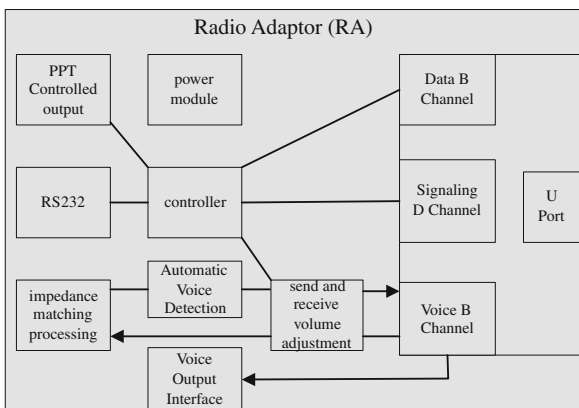 Radio Adaptor (RA)
PPT
Controlled
output
power
module
Data B
Channel
RS232
controller
Signaling
D Channel
U
Port
impedance
matching
processing
Automatic
Voice
Detection
send and
receive
volume
adjustment
Voice B
Channel
Voice
Output
Interface